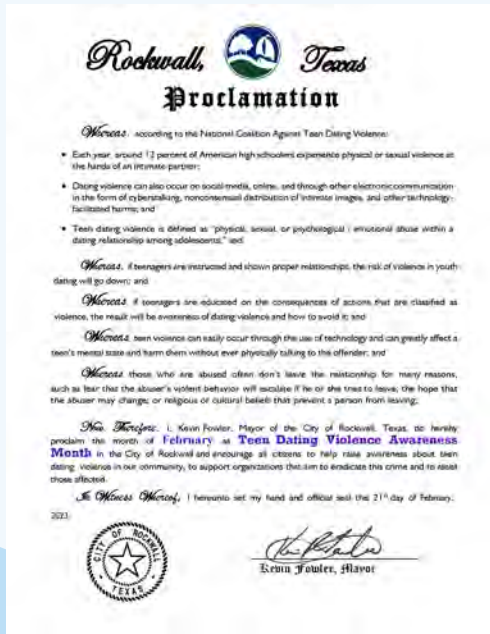 Rockwall, Texas
Proclamation
Whereas, according to the National Coalition Against Teen Dating Violence:
• Each year, around 12 percent of American high schoolers experience physical or sexual violence at
the hands of an intimate partner;
• Dating violence can also occur on social media, online, and through other electronic communication
in the form of cyberstalking, nonconsensual distribution of intimate images, and other technology-
facilitated harms; and
• Teen dating violence is defined as "physical, sexual, or psychological / emotional abuse within a
dating relationship among adolescents," and
Whereas, if teenagers are instructed and shown proper relationships, the risk of violence in youth
dating will go down; and
Whereas, if teenagers are educated on the consequences of actions that are classified as
violence, the result will be awareness of dating violence and how to avoid it; and
Whereas, teen violence can easily occur through the use of technology and can greatly affect a
teen's mental state and harm them without ever physically talking to the offender; and
Whereas, those who are abused often don't leave the relationship for many reasons,
such as fear that the abuser's violent behavior will escalate if he or she tries to leave; the hope that
the abuser may change; or religious or cultural beliefs that prevent a person from leaving;
Now, Therefore, I, Kevin Fowler, Mayor of the City of Rockwall, Texas, do hereby
proclaim the month of February as Teen Dating Violence Awareness
Month in the City of Rockwall and encourage all citizens to help raise awareness about teen
dating violence in our community, to support organizations that aim to eradicate this crime and to assist
those affected.
In Witness Whereof, I hereunto set my hand and official seal this 21st day of February,
CITY OF ROCKWALL
TEXAS
Kevin Fowler, Mayor